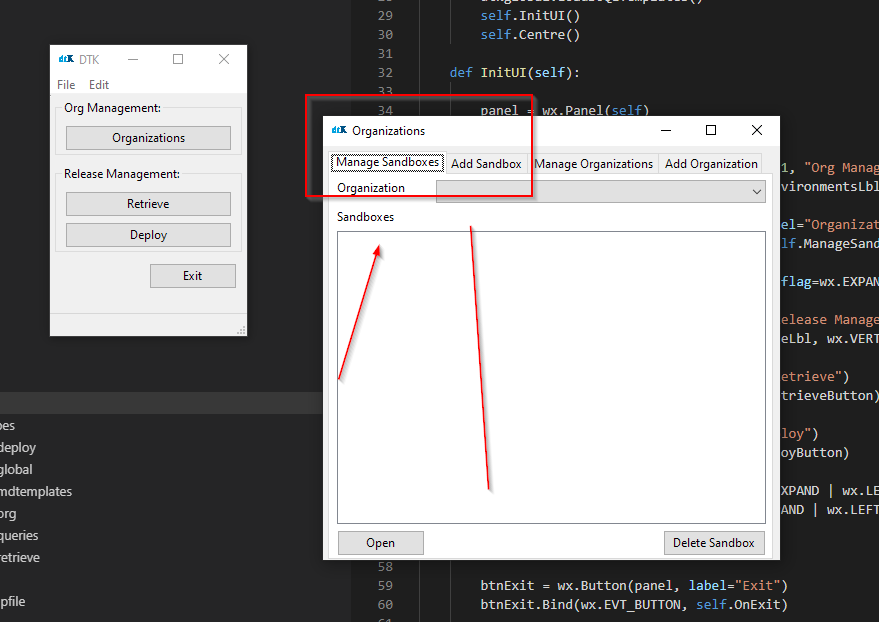 29 self.InitUI()
30 self.Centre()
31
32 def InitUI(self):
33
34 panel = wx.Panel(self)
dtk DTK
File Edit
Org Management:
Organizations
Release Management:
Retrieve
Deploy
Exit
dtk Organizations
Manage Sandboxes Add Sandbox Manage Organizations Add Organization
Organization
Sandboxes
Open Delete Sandbox
1, "Org Manag
vironmentsLbl
el="Organizat
lf.ManageSand
flag=wx.EXPAN
elease Manage
eLbl, wx.VERT
etrieve")
trieveButton)
loy")
oyButton)
XPAND | wx.LE
AND | wx.LEFT
58
59 btnExit = wx.Button(panel, label="Exit")
60 btnExit.Bind(wx.EVT_BUTTON, self.OnExit)
pes
deploy
global
mdtemplates
org
queries
retrieve
pfile